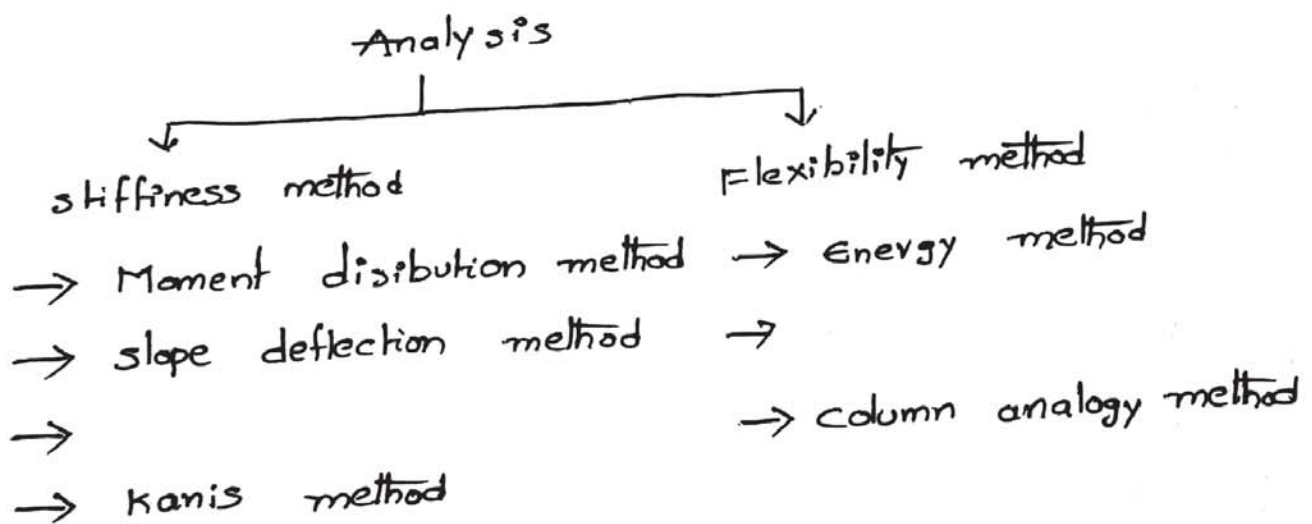 Analysis
stiffiness method Flexibility method
→ Moment disibution method → Energy method
→ slope deflection method →
→ → column analogy method
→ kanis method